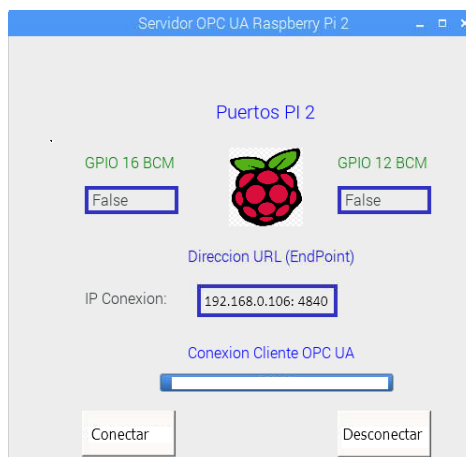 Servidor OPC UA Raspberry Pi 2
Puertos PI 2
GPIO 16 BCM
GPIO 12 BCM
False
False
Direccion URL (EndPoint)
IP Conexion:
192.168.0.106: 4840
Conexion Cliente OPC UA
Conectar
Desconectar